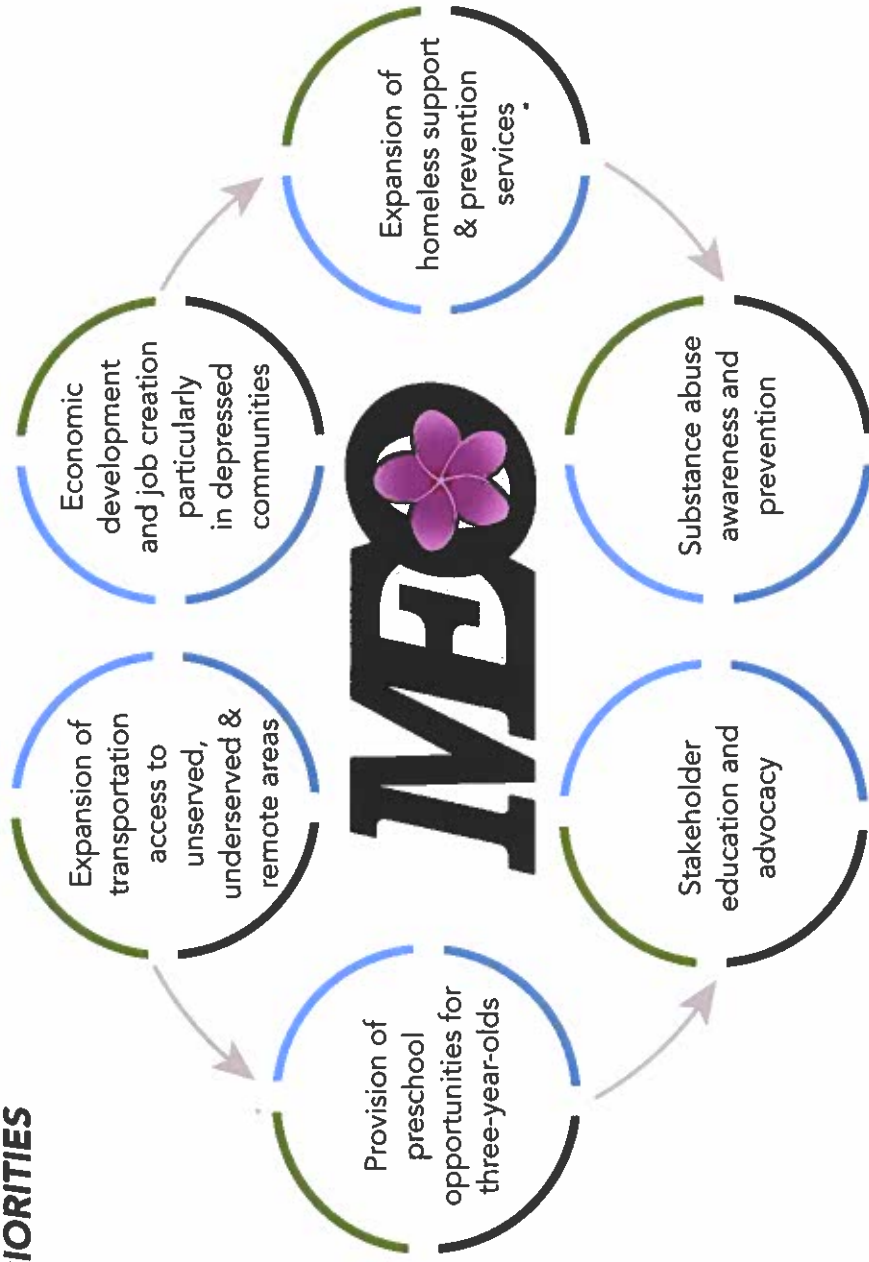 IORITIES
Expansion of
transportation
access to
unserved,
underserved &
remote areas
Economic
development
and job creation
particularly
in depressed
communities
Provision of
preschool
opportunities for
three-year-olds
MEO
Expansion of
homeless support
& prevention
services
Stakeholder
education and
advocacy
Substance abuse
awareness and
prevention